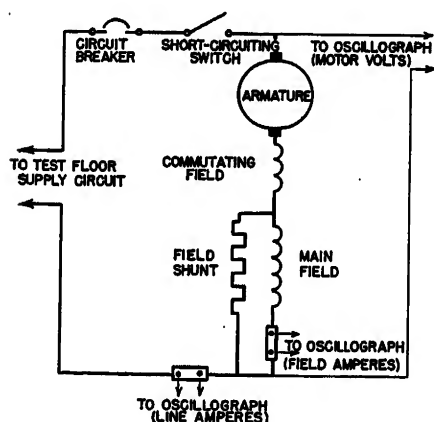 CIRCUIT
BREAKER
SHORT-CIRCUITING
SWITCH
TO OSCILLOGRAPH
(MOTOR VOLTS)
ARMATURE
TO TEST FLOOR
SUPPLY CIRCUIT
COMMUTATING
FIELD
FIELD
SHUNT
MAIN
FIELD
TO OSCILLOGRAPH
(FIELD AMPERES)
TO OSCILLOGRAPH
(LINE AMPERES)